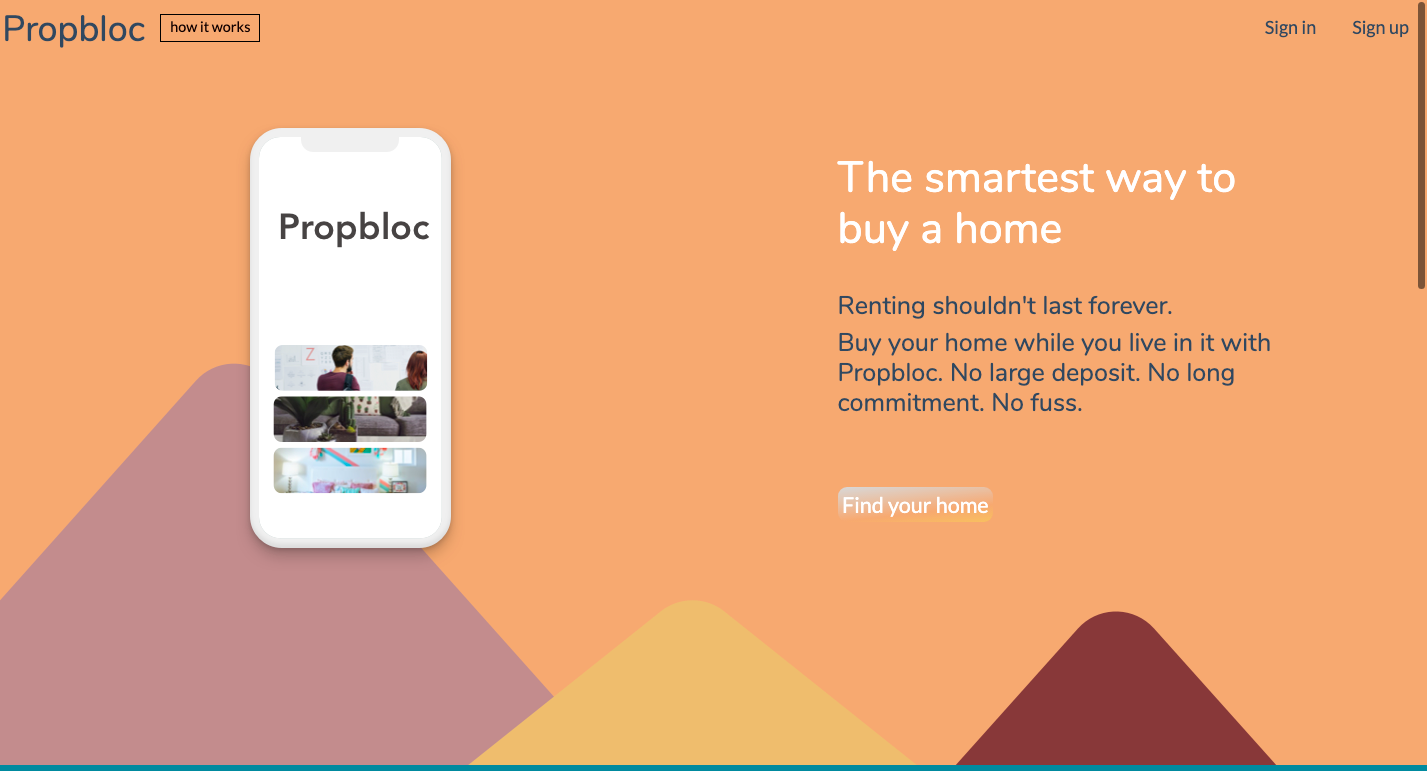 Propbloc
how it works
Sign in
Sign up
Propbloc
Z
The smartest way to
buy a home
Renting shouldn't last forever.
Buy your home while you live in it with
Propbloc. No large deposit. No long
commitment. No fuss.
Find your home